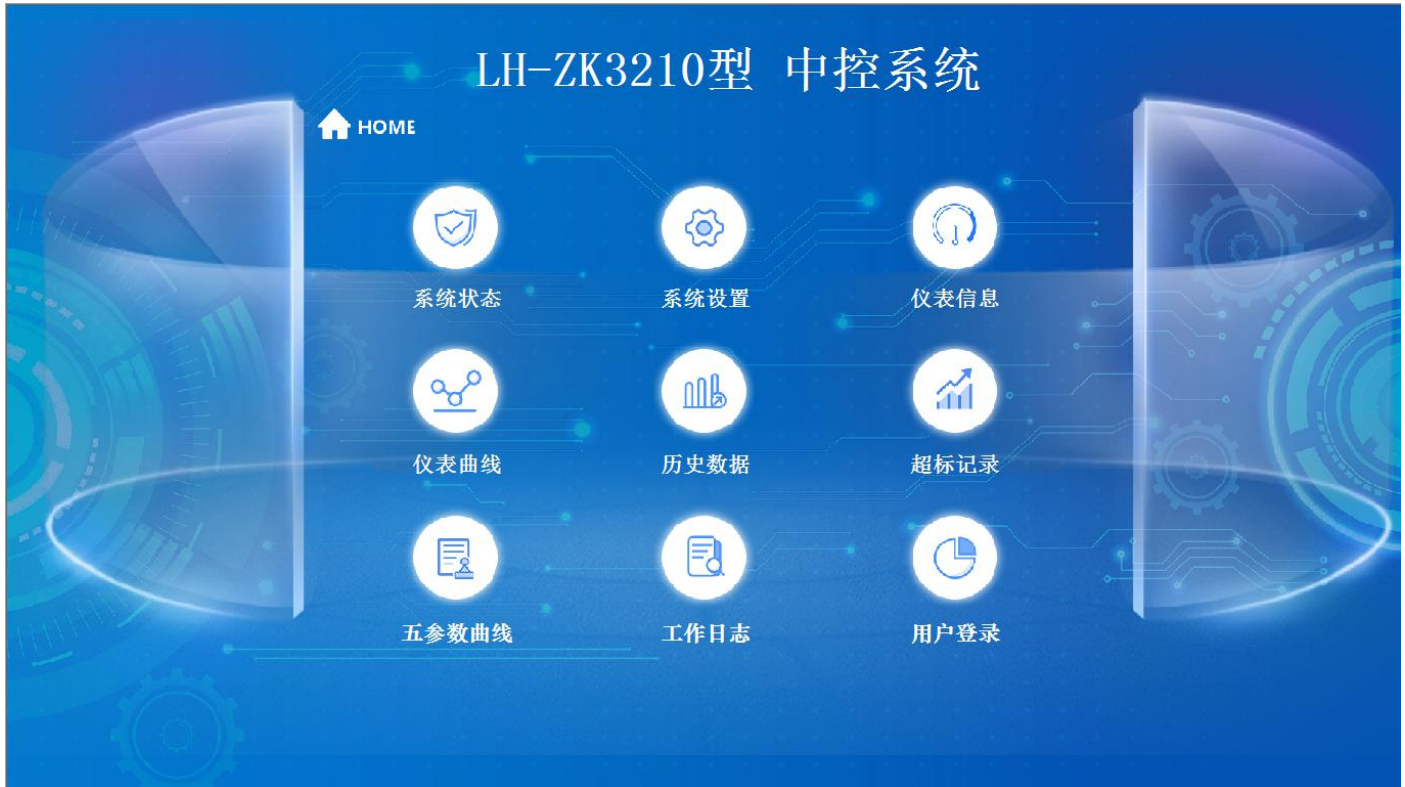 LH-ZK3210型 中控系统
HOME
系统状态
系统设置
仪表信息
仪表曲线
历史数据
超标记录
五参数曲线
工作日志
用户登录